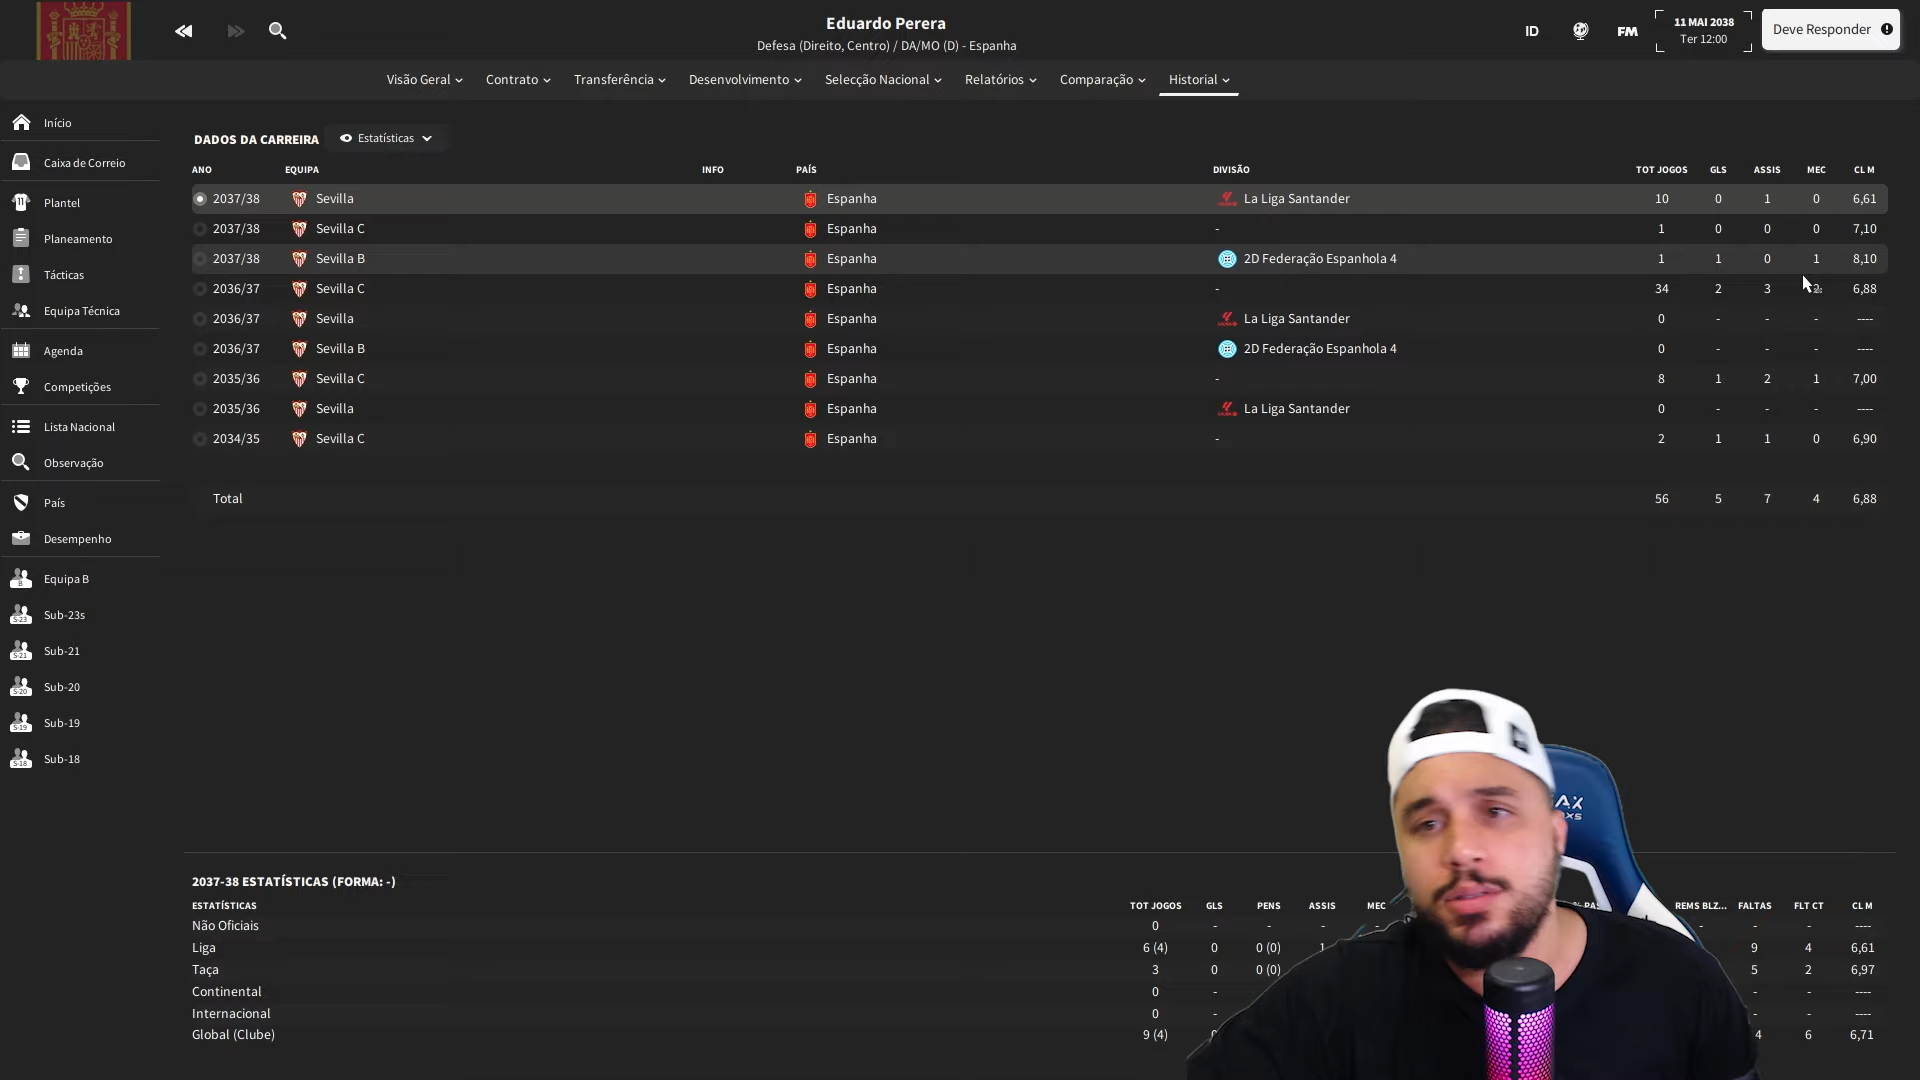 Eduardo Perera
Defesa (Direito, Centro) / DA/MO (D) - Espanha
ID
FM
11 MAI 2038
Ter 12:00
Deve Responder
Visão Geral
Contrato
Transferência
Desenvolvimento
Selecção Nacional
Relatórios
Comparação
Historial
Início
Caixa de Correio
Plantel
Planeamento
Tácticas
Equipa Técnica
Agenda
Competições
Lista Nacional
Observação
País
Desempenho
Equipa B
Sub-23s
Sub-21
Sub-20
Sub-19
Sub-18
DADOS DA CARREIRA Estatísticas
ANO EQUIPA INFO PAÍS DIVISÃO TOT JOGOS GLS ASSIS MEC CL M
2037/38 Sevilla Espanha La Liga Santander 10 0 1 0 6,61
2037/38 Sevilla C Espanha - 1 0 0 0 7,10
2037/38 Sevilla B Espanha 2D Federação Espanhola 4 1 1 0 1 8,10
2036/37 Sevilla C Espanha - 34 2 3 2 6,88
2036/37 Sevilla Espanha La Liga Santander 0 - - - ----
2036/37 Sevilla B Espanha 2D Federação Espanhola 4 0 - - - ----
2035/36 Sevilla C Espanha - 8 1 2 1 7,00
2035/36 Sevilla Espanha La Liga Santander 0 - - - ----
2034/35 Sevilla C Espanha - 2 1 1 0 6,90
Total 56 5 7 4 6,88
2037-38 ESTATÍSTICAS (FORMA: -)
ESTATÍSTICAS TOT JOGOS GLS PENS ASSIS MEC % PAS REMS BLZ... FALTAS FLT CT CL M
Não Oficiais 0 - - - - - - - ----
Liga 6 (4) 0 0 (0) 1 9 4 6,61
Taça 3 0 0 (0) 5 2 6,97
Continental 0 - - - ----
Internacional 0 - - - ----
Global (Clube) 9 (4) 0 4 6 6,71